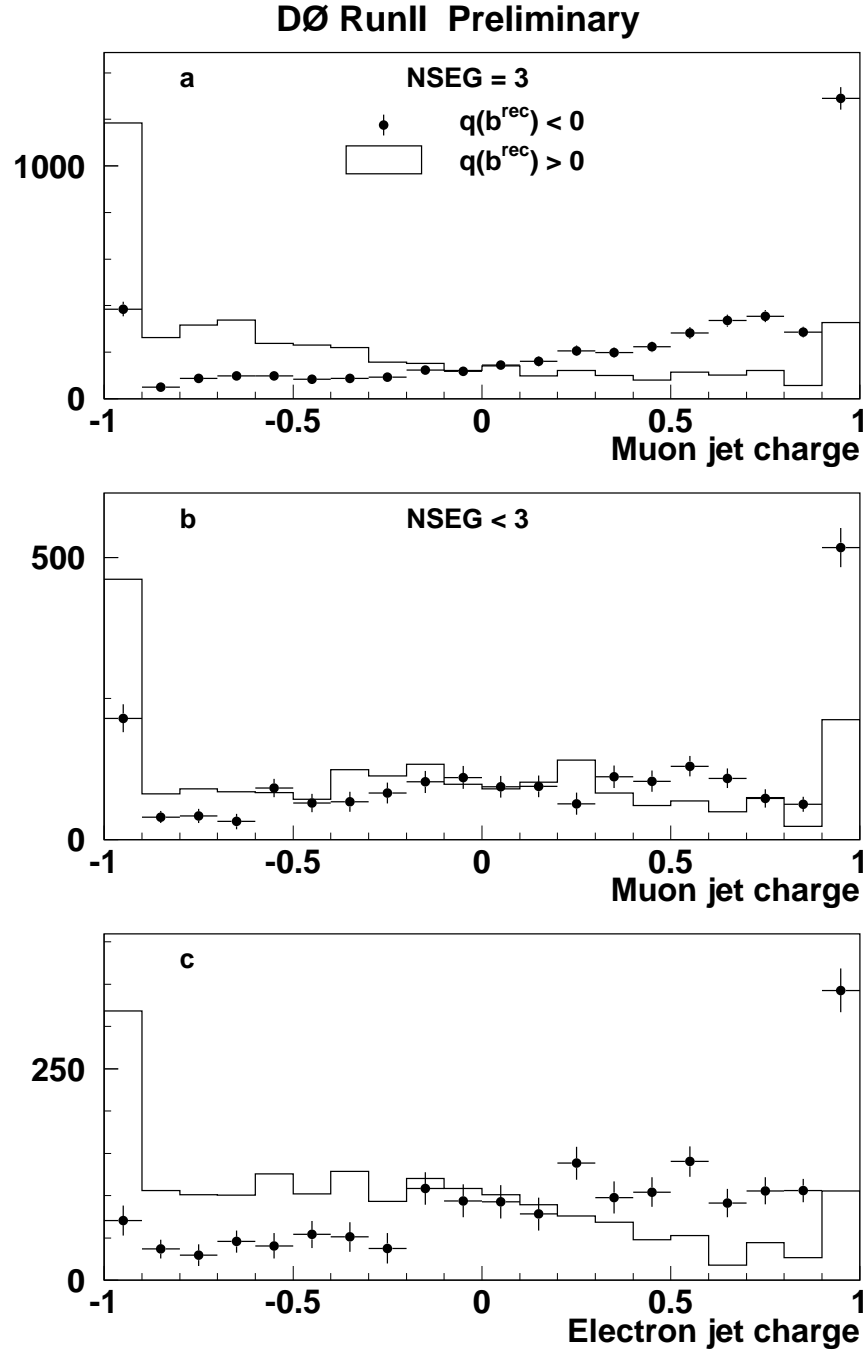 DØ RunII Preliminary
a
NSEG = 3
q(b^rec) < 0
q(b^rec) > 0
1000
0
-1 -0.5 0 0.5 1
Muon jet charge
b
NSEG < 3
500
0
-1 -0.5 0 0.5 1
Muon jet charge
c
250
0
-1 -0.5 0 0.5 1
Electron jet charge